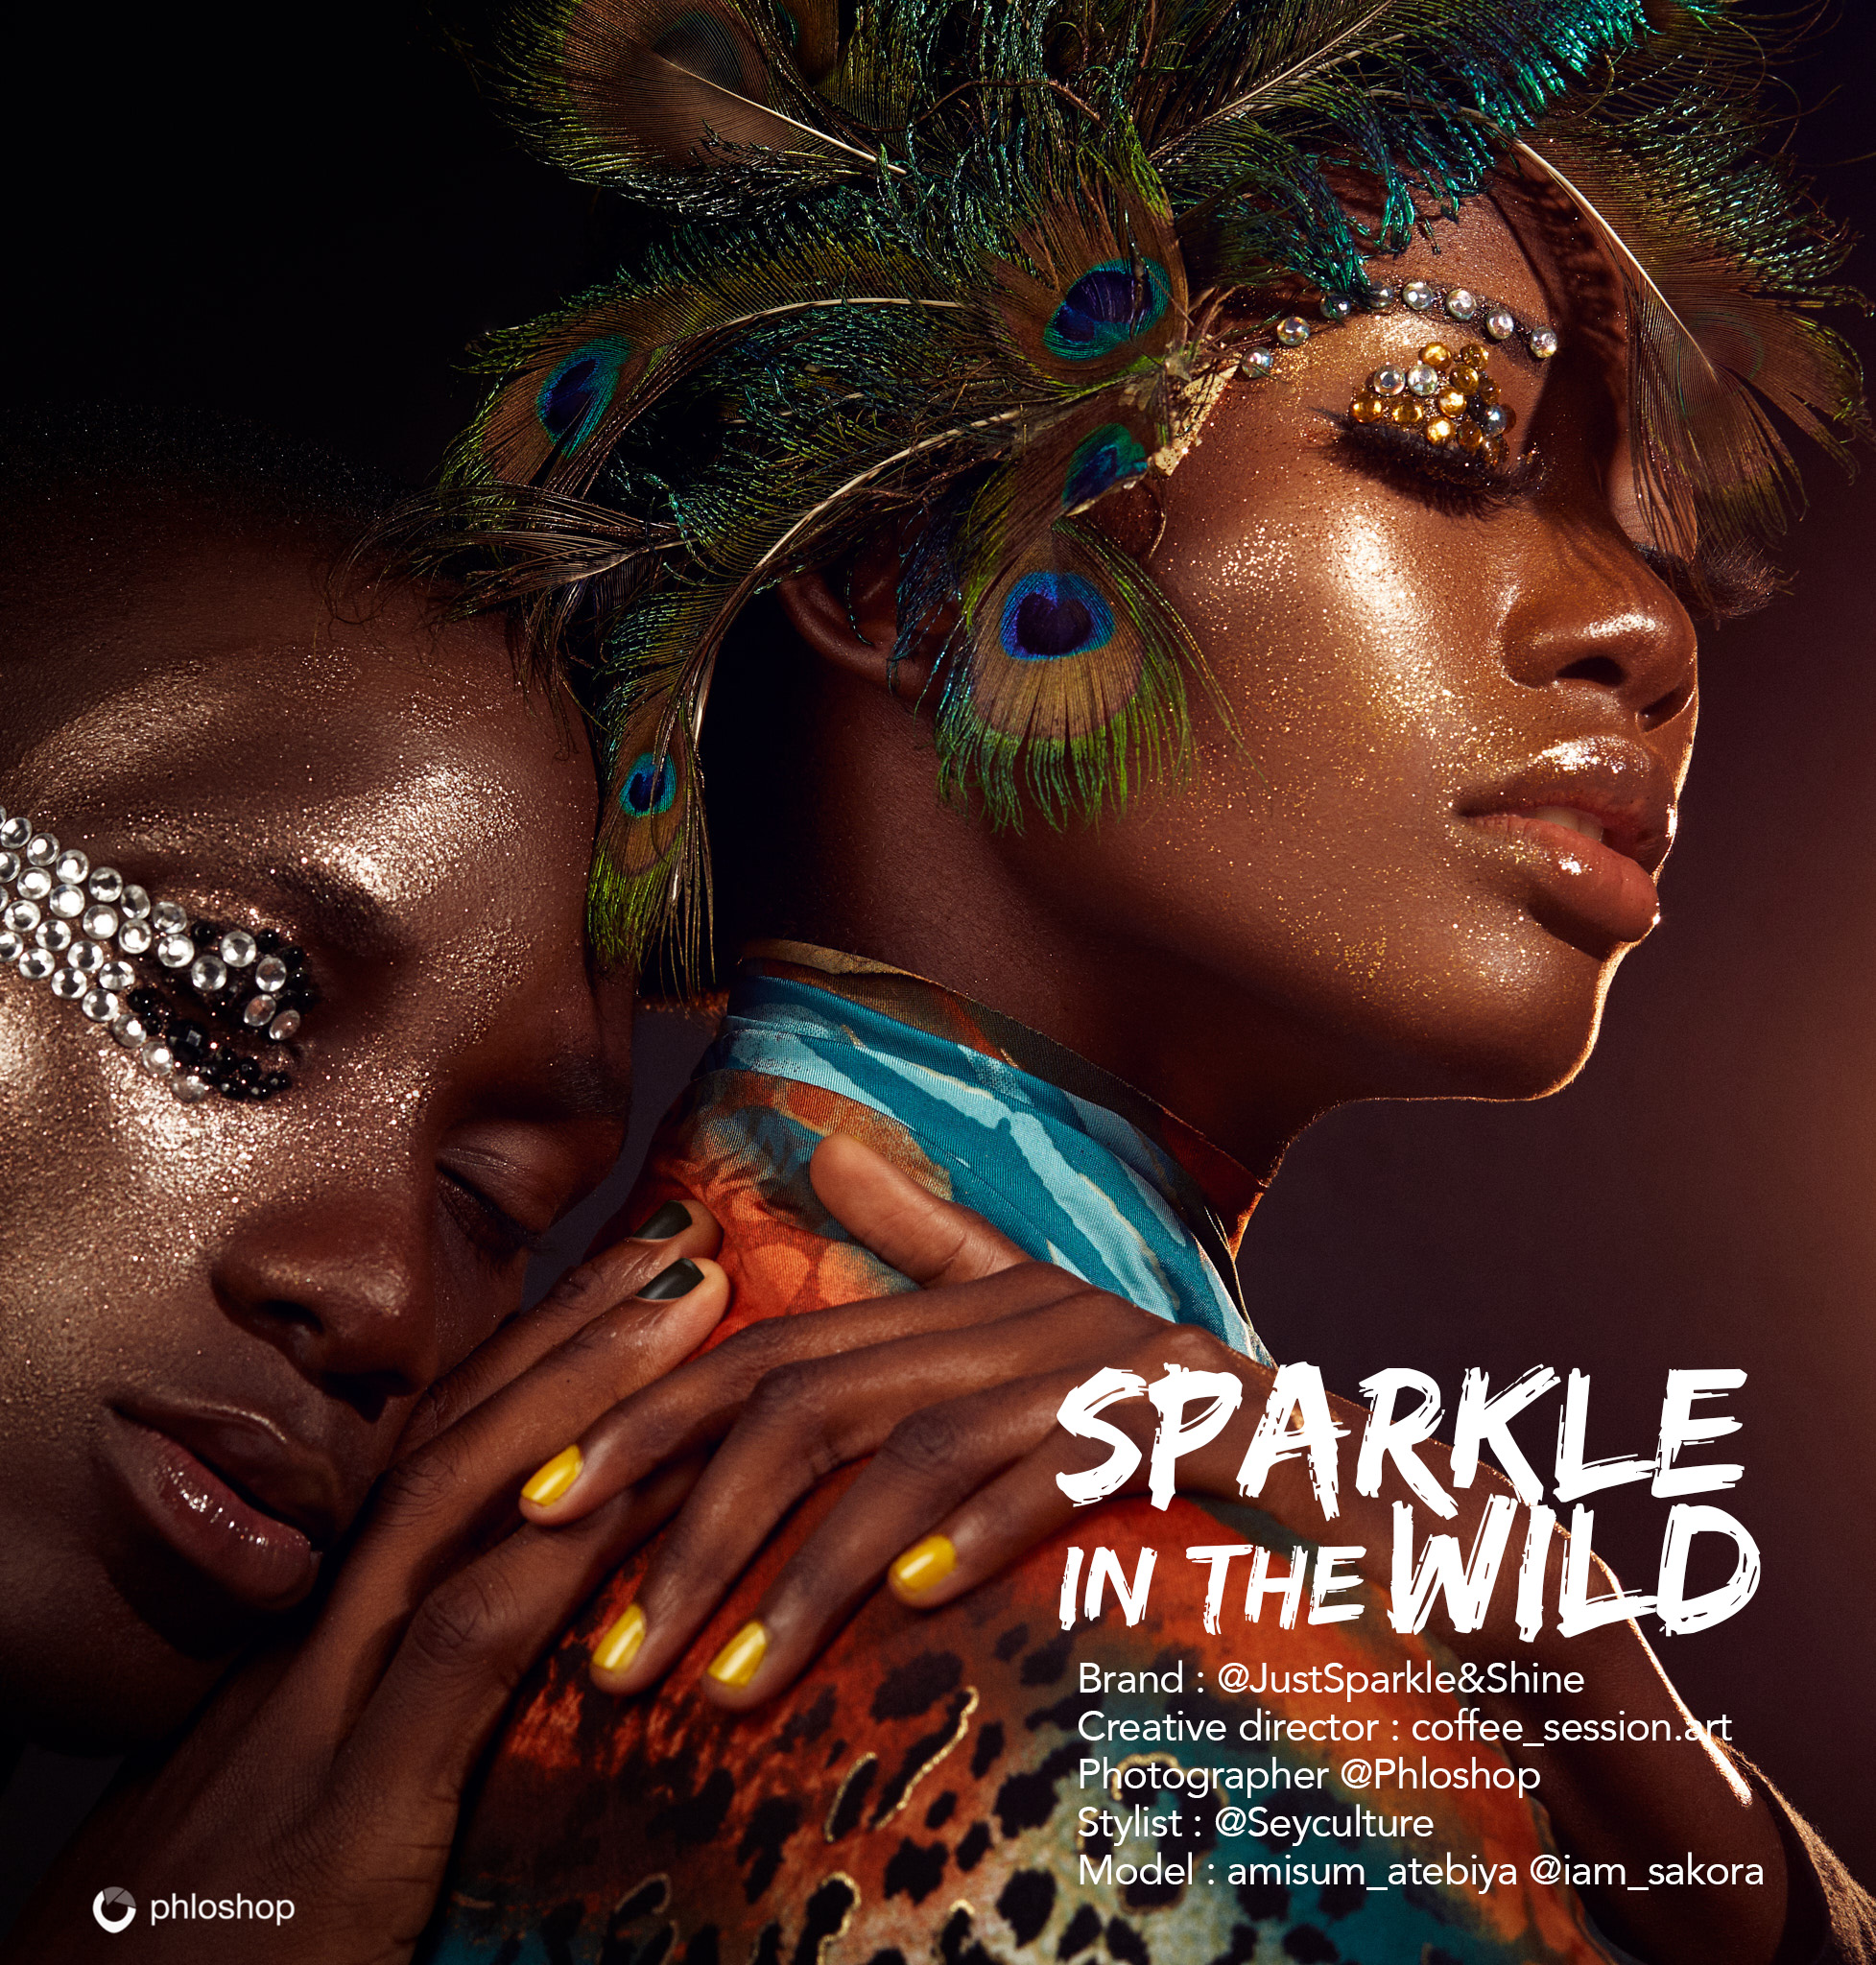 SPARKLE
IN THE WILD
Brand : @JustSparkle&Shine
Creative director : coffee_session.art
Photographer @Phloshop
Stylist : @Seyculture
Model : amisum_atebiya @iam_sakora
phloshop